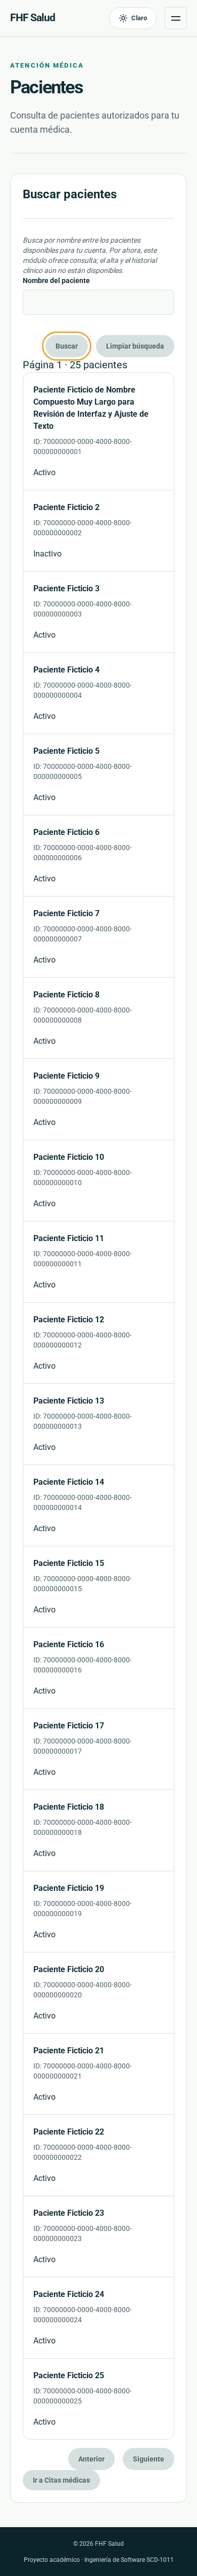 FHF Salud
Claro
ATENCIÓN MÉDICA
Pacientes
Consulta de pacientes autorizados para tu
cuenta médica.
Buscar pacientes
Busca por nombre entre los pacientes
disponibles para tu cuenta. Por ahora, este
módulo ofrece consulta; el alta y el historial
clínico aún no están disponibles.
Nombre del paciente
Buscar
Limpiar búsqueda
Página 1 · 25 pacientes
Paciente Ficticio de Nombre
Compuesto Muy Largo para
Revisión de Interfaz y Ajuste de
Texto
ID: 70000000-0000-4000-8000-
000000000001
Activo
Paciente Ficticio 2
ID: 70000000-0000-4000-8000-
000000000002
Inactivo
Paciente Ficticio 3
ID: 70000000-0000-4000-8000-
000000000003
Activo
Paciente Ficticio 4
ID: 70000000-0000-4000-8000-
000000000004
Activo
Paciente Ficticio 5
ID: 70000000-0000-4000-8000-
000000000005
Activo
Paciente Ficticio 6
ID: 70000000-0000-4000-8000-
000000000006
Activo
Paciente Ficticio 7
ID: 70000000-0000-4000-8000-
000000000007
Activo
Paciente Ficticio 8
ID: 70000000-0000-4000-8000-
000000000008
Activo
Paciente Ficticio 9
ID: 70000000-0000-4000-8000-
000000000009
Activo
Paciente Ficticio 10
ID: 70000000-0000-4000-8000-
000000000010
Activo
Paciente Ficticio 11
ID: 70000000-0000-4000-8000-
000000000011
Activo
Paciente Ficticio 12
ID: 70000000-0000-4000-8000-
000000000012
Activo
Paciente Ficticio 13
ID: 70000000-0000-4000-8000-
000000000013
Activo
Paciente Ficticio 14
ID: 70000000-0000-4000-8000-
000000000014
Activo
Paciente Ficticio 15
ID: 70000000-0000-4000-8000-
000000000015
Activo
Paciente Ficticio 16
ID: 70000000-0000-4000-8000-
000000000016
Activo
Paciente Ficticio 17
ID: 70000000-0000-4000-8000-
000000000017
Activo
Paciente Ficticio 18
ID: 70000000-0000-4000-8000-
000000000018
Activo
Paciente Ficticio 19
ID: 70000000-0000-4000-8000-
000000000019
Activo
Paciente Ficticio 20
ID: 70000000-0000-4000-8000-
000000000020
Activo
Paciente Ficticio 21
ID: 70000000-0000-4000-8000-
000000000021
Activo
Paciente Ficticio 22
ID: 70000000-0000-4000-8000-
000000000022
Activo
Paciente Ficticio 23
ID: 70000000-0000-4000-8000-
000000000023
Activo
Paciente Ficticio 24
ID: 70000000-0000-4000-8000-
000000000024
Activo
Paciente Ficticio 25
ID: 70000000-0000-4000-8000-
000000000025
Activo
Anterior
Siguiente
Ir a Citas médicas
© 2026 FHF Salud
Proyecto académico · Ingeniería de Software SCD-1011